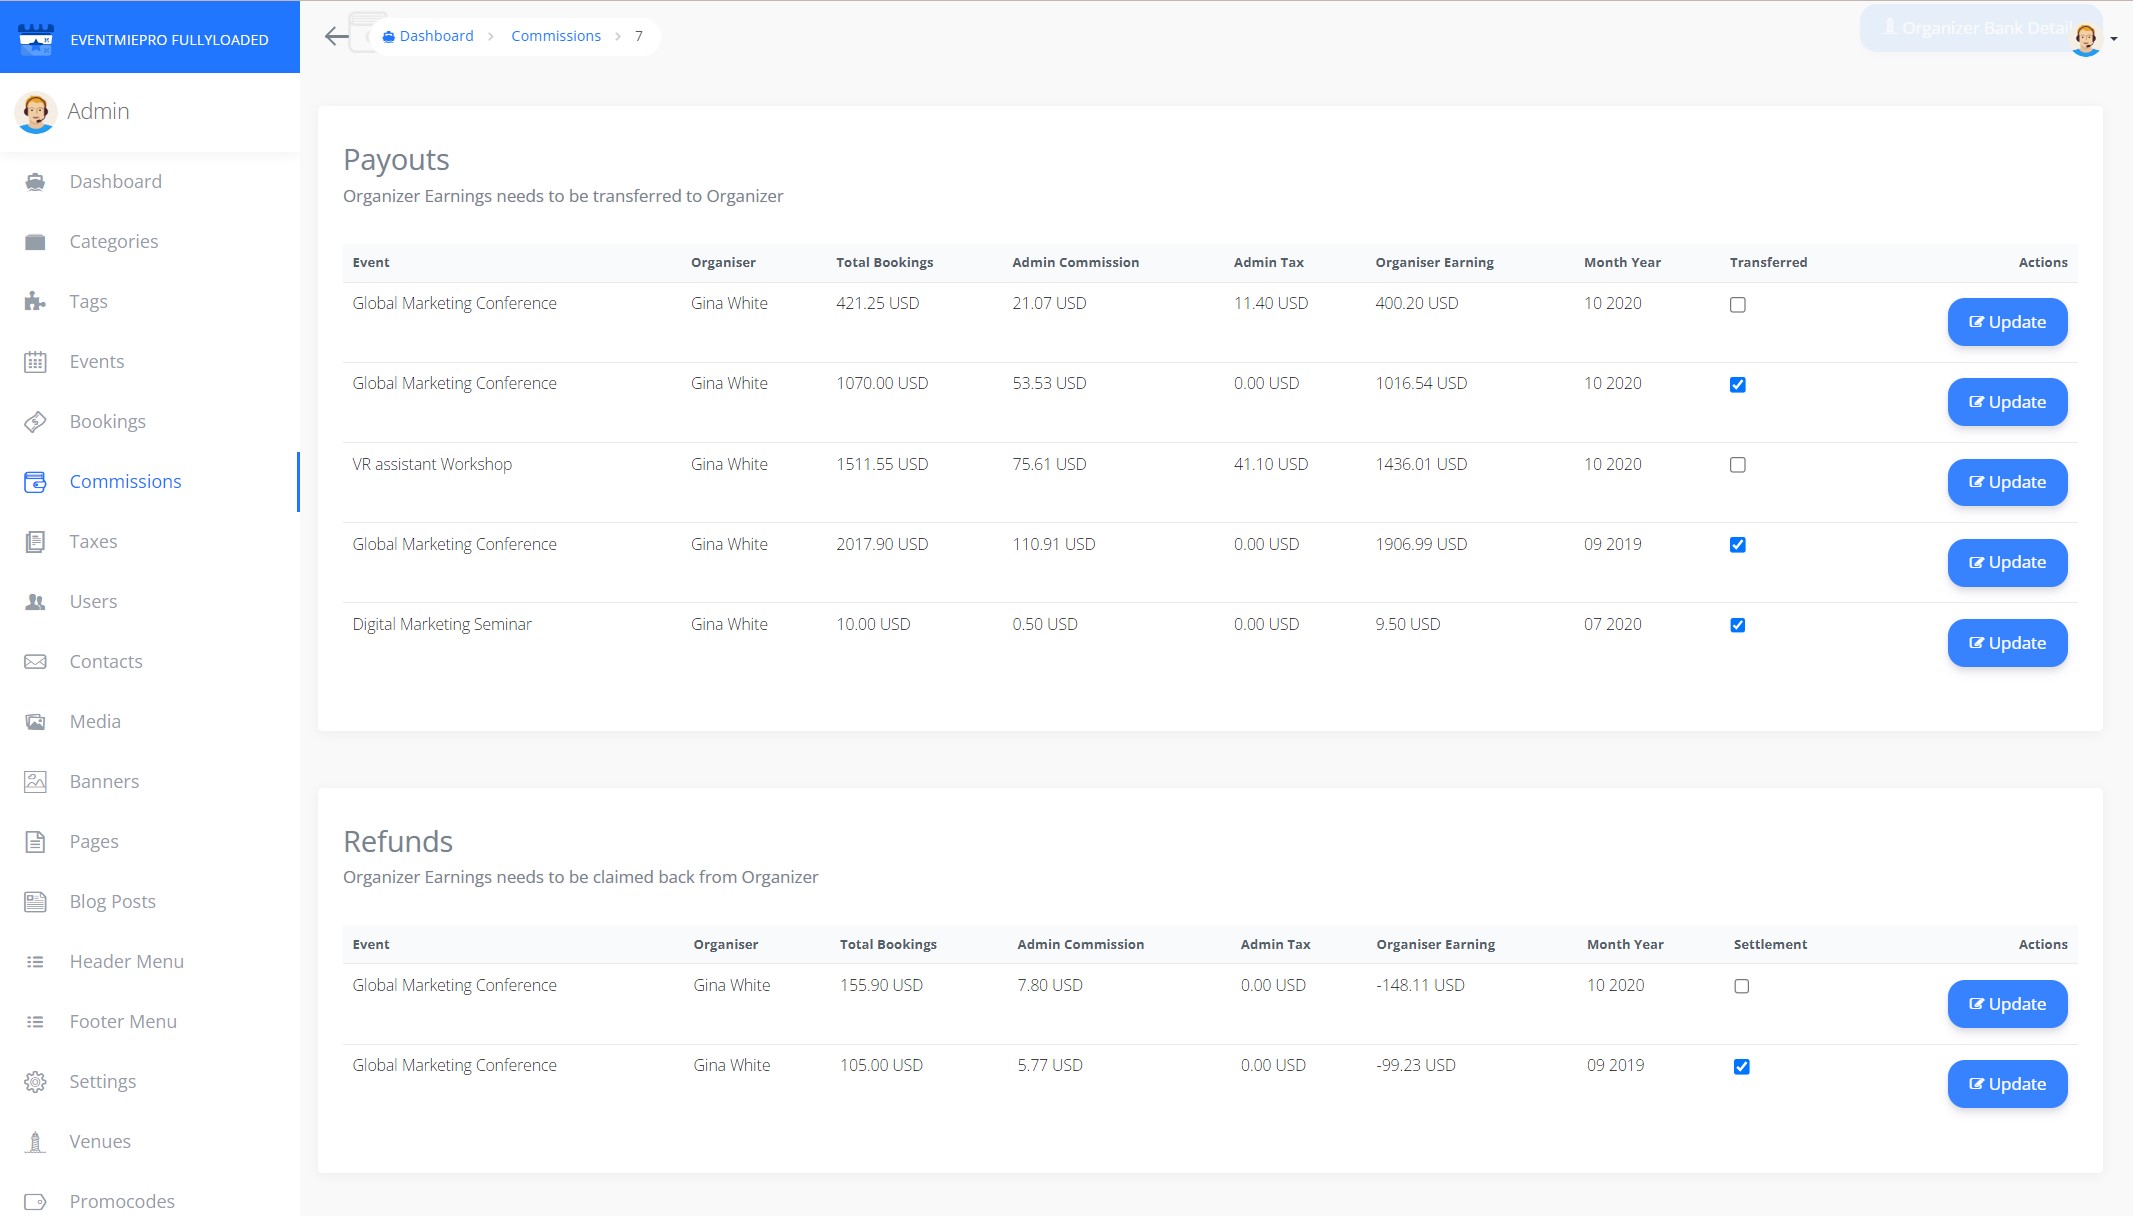 EVENTMIEPRO FULLYLOADED
Admin
Dashboard
Categories
Tags
Events
Bookings
Commissions
Taxes
Users
Contacts
Media
Banners
Pages
Blog Posts
Header Menu
Footer Menu
Settings
Venues
Promocodes
Dashboard > Commissions > 7
Organizer Bank Detail
Payouts
Organizer Earnings needs to be transferred to Organizer
Event Organiser Total Bookings Admin Commission Admin Tax Organiser Earning Month Year Transferred Actions
Global Marketing Conference Gina White 421.25 USD 21.07 USD 11.40 USD 400.20 USD 10 2020 Update
Global Marketing Conference Gina White 1070.00 USD 53.53 USD 0.00 USD 1016.54 USD 10 2020 Update
VR assistant Workshop Gina White 1511.55 USD 75.61 USD 41.10 USD 1436.01 USD 10 2020 Update
Global Marketing Conference Gina White 2017.90 USD 110.91 USD 0.00 USD 1906.99 USD 09 2019 Update
Digital Marketing Seminar Gina White 10.00 USD 0.50 USD 0.00 USD 9.50 USD 07 2020 Update
Refunds
Organizer Earnings needs to be claimed back from Organizer
Event Organiser Total Bookings Admin Commission Admin Tax Organiser Earning Month Year Settlement Actions
Global Marketing Conference Gina White 155.90 USD 7.80 USD 0.00 USD -148.11 USD 10 2020 Update
Global Marketing Conference Gina White 105.00 USD 5.77 USD 0.00 USD -99.23 USD 09 2019 Update